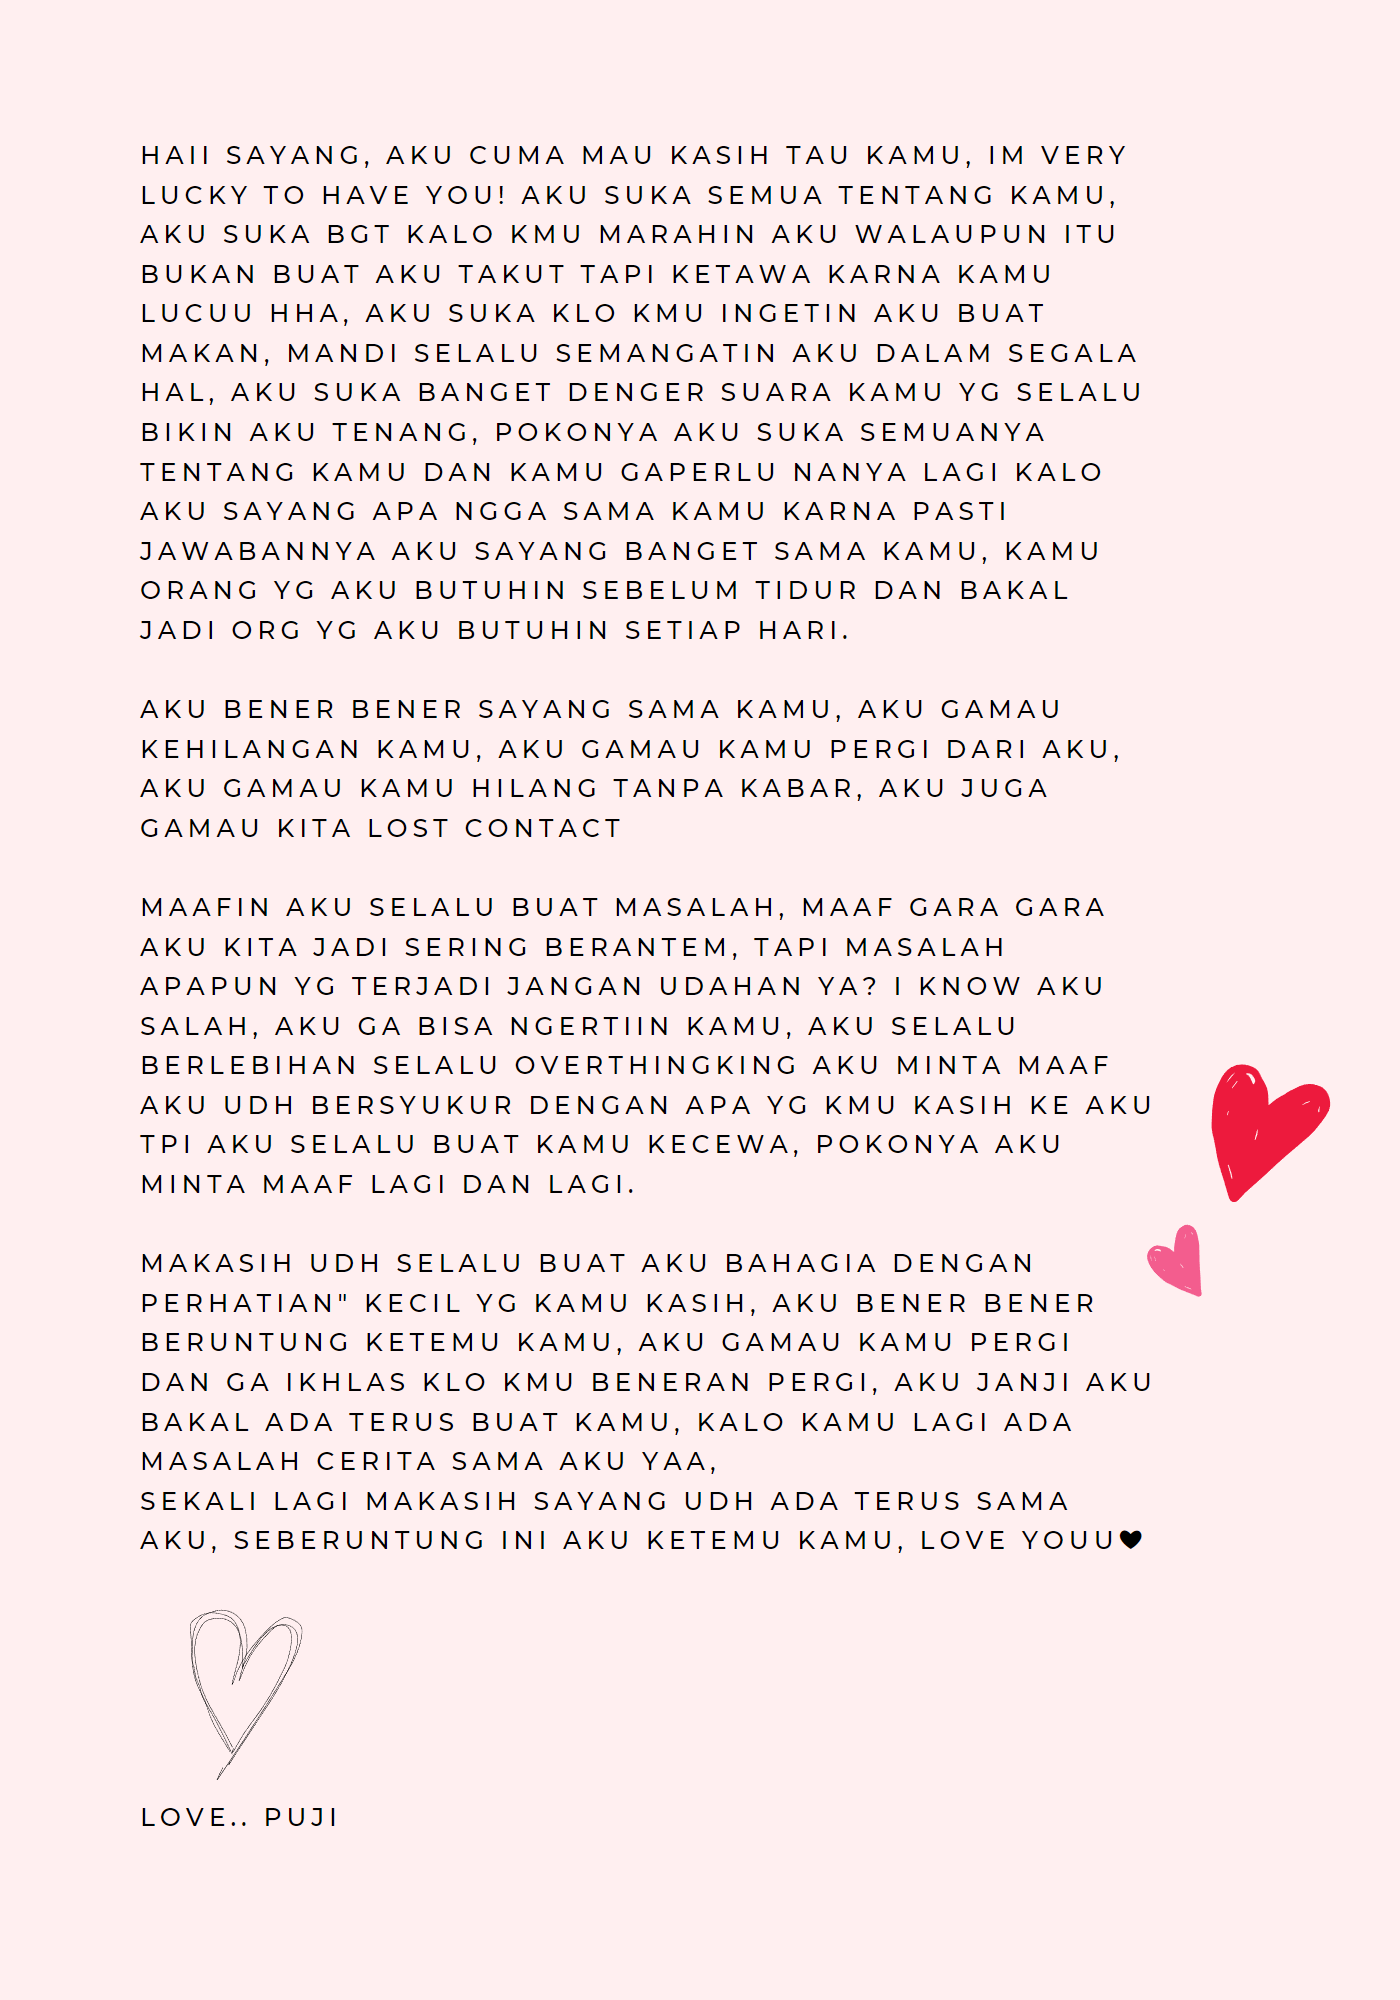 HAII SAYANG, AKU CUMA MAU KASIH TAU KAMU, IM VERY
LUCKY TO HAVE YOU! AKU SUKA SEMUA TENTANG KAMU,
AKU SUKA BGT KALO KMU MARAHIN AKU WALAUPUN ITU
BUKAN BUAT AKU TAKUT TAPI KETAWA KARNA KAMU
LUCUU HHA, AKU SUKA KLO KMU INGETIN AKU BUAT
MAKAN, MANDI SELALU SEMANGATIN AKU DALAM SEGALA
HAL, AKU SUKA BANGET DENGER SUARA KAMU YG SELALU
BIKIN AKU TENANG, POKONYA AKU SUKA SEMUANYA
TENTANG KAMU DAN KAMU GAPERLU NANYA LAGI KALO
AKU SAYANG APA NGGA SAMA KAMU KARNA PASTI
JAWABANNYA AKU SAYANG BANGET SAMA KAMU, KAMU
ORANG YG AKU BUTUHIN SEBELUM TIDUR DAN BAKAL
JADI ORG YG AKU BUTUHIN SETIAP HARI.
AKU BENER BENER SAYANG SAMA KAMU, AKU GAMAU
KEHILANGAN KAMU, AKU GAMAU KAMU PERGI DARI AKU,
AKU GAMAU KAMU HILANG TANPA KABAR, AKU JUGA
GAMAU KITA LOST CONTACT
MAAFIN AKU SELALU BUAT MASALAH, MAAF GARA GARA
AKU KITA JADI SERING BERANTEM, TAPI MASALAH
APAPUN YG TERJADI JANGAN UDAHAN YA? I KNOW AKU
SALAH, AKU GA BISA NGERTIIN KAMU, AKU SELALU
BERLEBIHAN SELALU OVERTHINGKING AKU MINTA MAAF
AKU UDH BERSYUKUR DENGAN APA YG KMU KASIH KE AKU
TPI AKU SELALU BUAT KAMU KECEWA, POKONYA AKU
MINTA MAAF LAGI DAN LAGI.
MAKASIH UDH SELALU BUAT AKU BAHAGIA DENGAN
PERHATIAN" KECIL YG KAMU KASIH, AKU BENER BENER
BERUNTUNG KETEMU KAMU, AKU GAMAU KAMU PERGI
DAN GA IKHLAS KLO KMU BENERAN PERGI, AKU JANJI AKU
BAKAL ADA TERUS BUAT KAMU, KALO KAMU LAGI ADA
MASALAH CERITA SAMA AKU YAA,
SEKALI LAGI MAKASIH SAYANG UDH ADA TERUS SAMA
AKU, SEBERUNTUNG INI AKU KETEMU KAMU, LOVE YOUU♥
LOVE.. PUJI